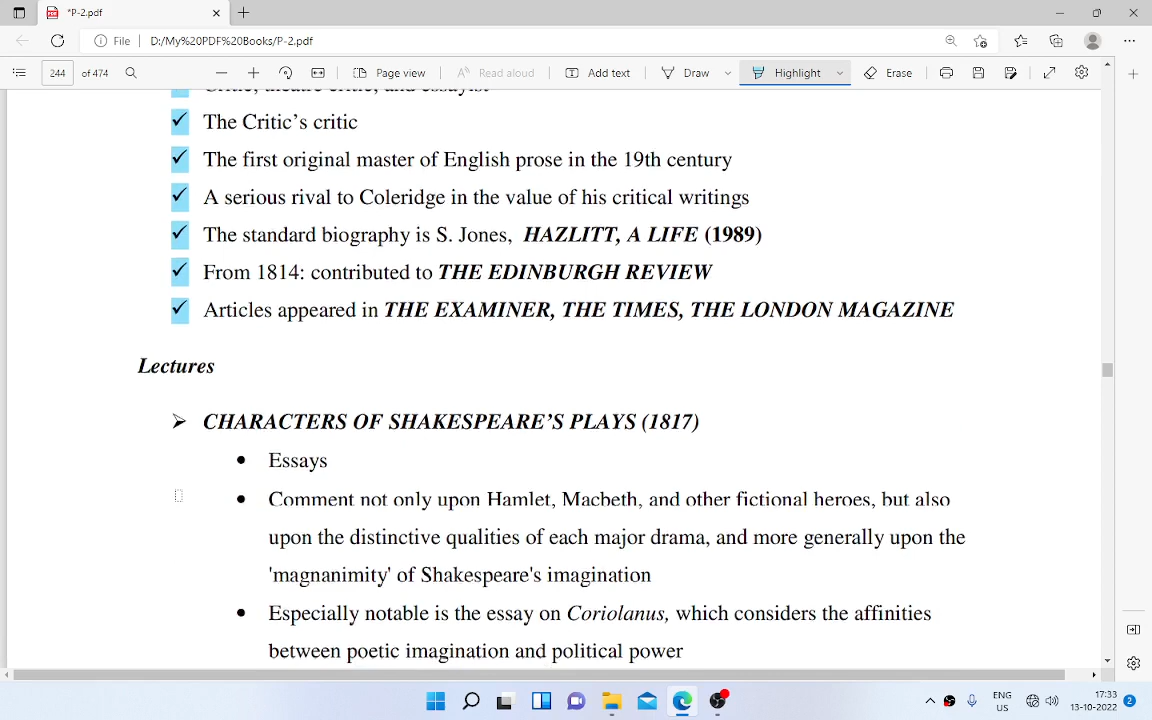 *P-2.pdf
File D:/My%20PDF%20Books/P-2.pdf
244 of 474 Page view Read aloud Add text Draw Highlight Erase
Critic, theatre critic, and essayist
The Critic's critic
The first original master of English prose in the 19th century
A serious rival to Coleridge in the value of his critical writings
The standard biography is S. Jones, HAZLITT, A LIFE (1989)
From 1814: contributed to THE EDINBURGH REVIEW
Articles appeared in THE EXAMINER, THE TIMES, THE LONDON MAGAZINE
Lectures
CHARACTERS OF SHAKESPEARE'S PLAYS (1817)
Essays
Comment not only upon Hamlet, Macbeth, and other fictional heroes, but also
upon the distinctive qualities of each major drama, and more generally upon the
'magnanimity' of Shakespeare's imagination
Especially notable is the essay on Coriolanus, which considers the affinities
between poetic imagination and political power
ENG
US
17:33
13-10-2022
2